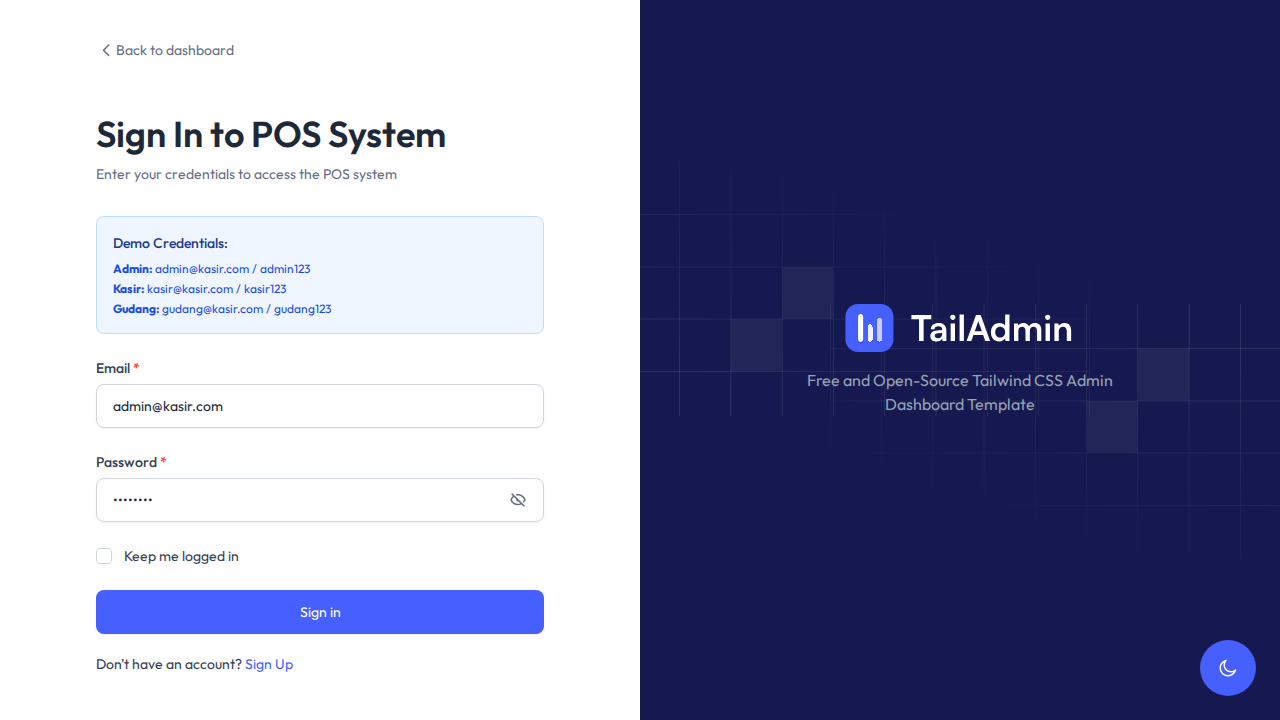 Back to dashboard
Sign In to POS System
Enter your credentials to access the POS system
Demo Credentials:
Admin: admin@kasir.com / admin123
Kasir: kasir@kasir.com / kasir123
Gudang: gudang@kasir.com / gudang123
Email *
admin@kasir.com
Password *
••••••••
Keep me logged in
Sign in
Don't have an account? Sign Up
TailAdmin
Free and Open-Source Tailwind CSS Admin
Dashboard Template